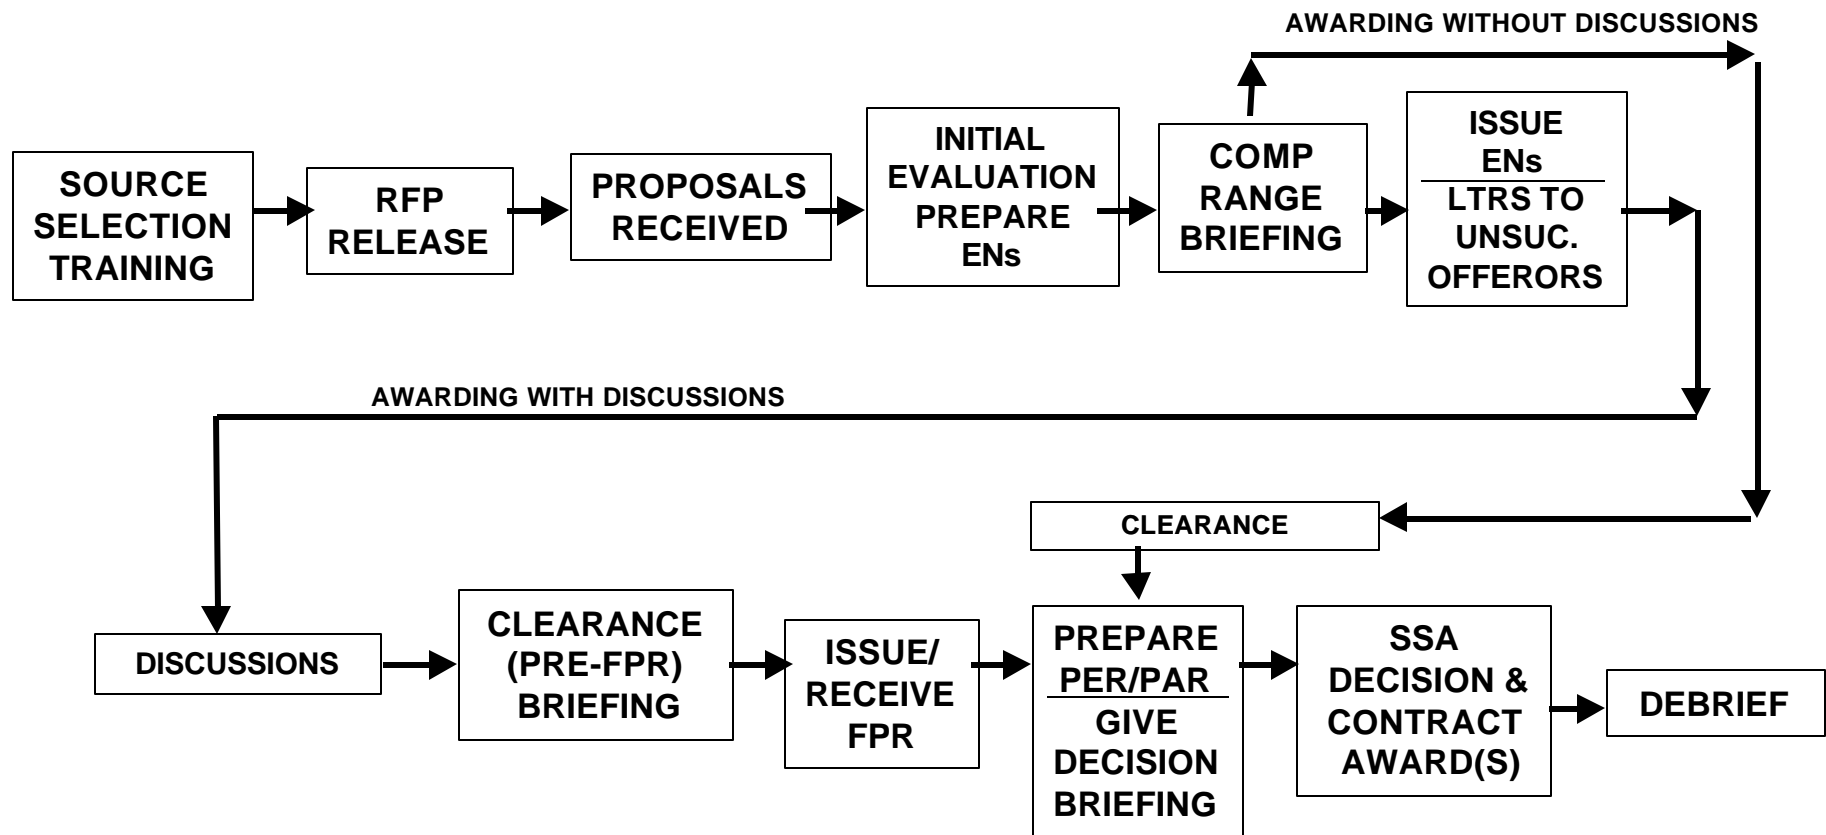 AWARDING WITHOUT DISCUSSIONS
SOURCE
SELECTION
TRAINING
RFP
RELEASE
PROPOSALS
RECEIVED
INITIAL
EVALUATION
PREPARE
ENs
COMP
RANGE
BRIEFING
ISSUE
ENs
LTRS TO
UNSUC.
OFFERORS
AWARDING WITH DISCUSSIONS
CLEARANCE
DISCUSSIONS
CLEARANCE
(PRE-FPR)
BRIEFING
ISSUE/
RECEIVE
FPR
PREPARE
PER/PAR
GIVE
DECISION
BRIEFING
SSA
DECISION &
CONTRACT
AWARD(S)
DEBRIEF